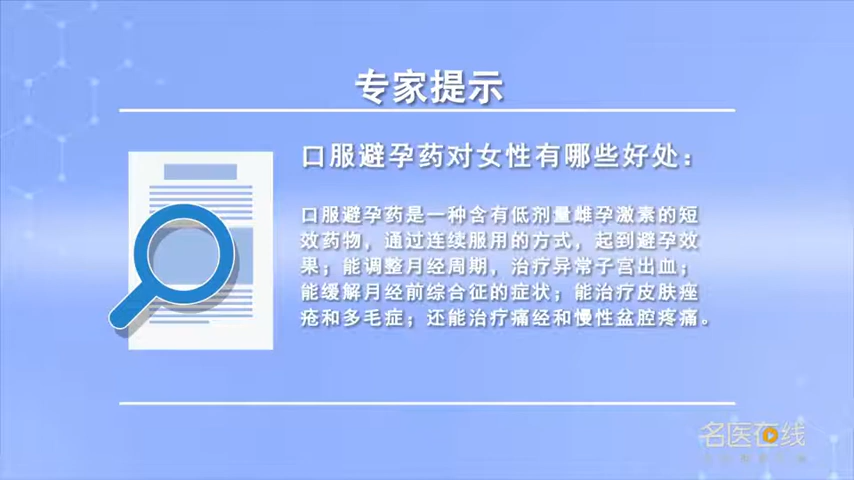 专家提示
口服避孕药对女性有哪些好处：
口服避孕药是一种含有低剂量雌孕激素的短
效药物，通过连续服用的方式，起到避孕效
果；能调整月经周期，治疗异常子宫出血；
能缓解月经前综合征的症状；能治疗皮肤痤
疮和多毛症；还能治疗痛经和慢性盆腔疼痛。
名医在线